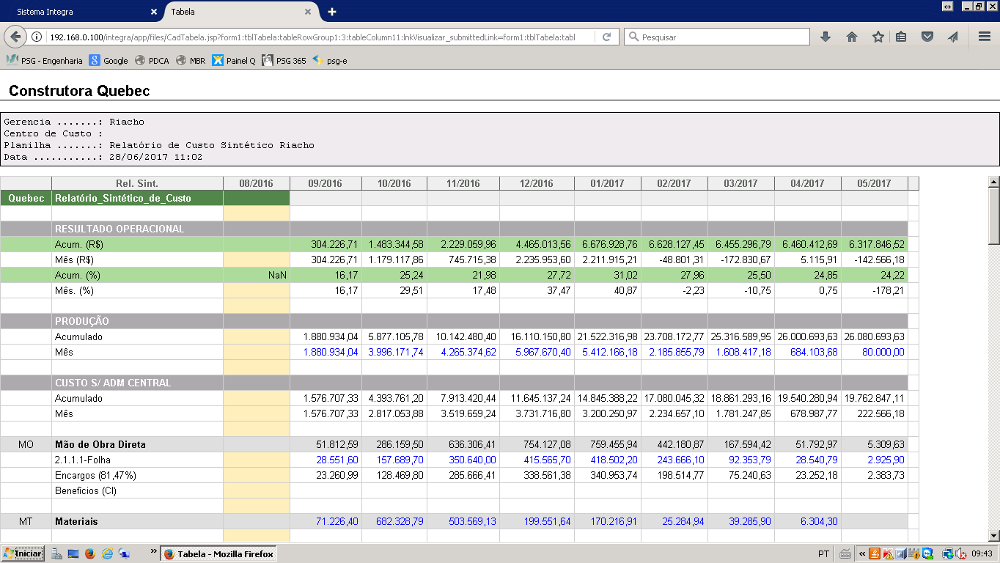 Sistema Integra
Tabela
192.168.0.100/integra/app/files/CadTabela.jsp?form1:tblTabela:tableRowGroup1:3:tableColumn11:lnkVisualizar_submittedLink=form1:tblTabela:tabl
Pesquisar
PSG - Engenharia Google PDCA MBR Painel Q PSG 365 psg-e
Construtora Quebec
Gerencia .......: Riacho
Centro de Custo :
Planilha .......: Relatório de Custo Sintético Riacho
Data ...........: 28/06/2017 11:02
Rel. Sint. 08/2016 09/2016 10/2016 11/2016 12/2016 01/2017 02/2017 03/2017 04/2017 05/2017
Quebec Relatório_Sintético_de_Custo
RESULTADO OPERACIONAL
Acum. (R$) 304.226,71 1.483.344,58 2.229.059,96 4.465.013,56 6.676.928,76 6.628.127,45 6.455.296,79 6.460.412,69 6.317.846,52
Mês (R$) 304.226,71 1.179.117,86 745.715,38 2.235.953,60 2.211.915,21 -48.801,31 -172.830,67 5.115,91 -142.566,18
Acum. (%) NaN 16,17 25,24 21,98 27,72 31,02 27,96 25,50 24,85 24,22
Mês. (%) 16,17 29,51 17,48 37,47 40,87 -2,23 -10,75 0,75 -178,21
PRODUÇÃO
Acumulado 1.880.934,04 5.877.105,78 10.142.480,40 16.110.150,80 21.522.316,98 23.708.172,77 25.316.589,95 26.000.693,63 26.080.693,63
Mês 1.880.934,04 3.996.171,74 4.265.374,62 5.967.670,40 5.412.166,18 2.185.855,79 1.608.417,18 684.103,68 80.000,00
CUSTO S/ ADM CENTRAL
Acumulado 1.576.707,33 4.393.761,20 7.913.420,44 11.645.137,24 14.845.388,22 17.080.045,32 18.861.293,16 19.540.280,94 19.762.847,11
Mês 1.576.707,33 2.817.053,88 3.519.659,24 3.731.716,80 3.200.250,97 2.234.657,10 1.781.247,85 678.987,77 222.566,18
MO Mão de Obra Direta 51.812,59 286.159,50 636.306,41 754.127,08 759.455,94 442.180,87 167.594,42 51.792,97 5.309,63
2.1.1.1-Folha 28.551,60 157.689,70 350.640,00 415.565,70 418.502,20 243.666,10 92.353,79 28.540,79 2.925,90
Encargos (81,47%) 23.260,99 128.469,80 285.666,41 338.561,38 340.953,74 198.514,77 75.240,63 23.252,18 2.383,73
Benefícios (CI)
MT Materiais 71.226,40 682.328,79 503.569,13 199.551,64 170.216,91 25.284,94 39.285,90 6.304,30
Iniciar Tabela - Mozilla Firefox PT 09:43